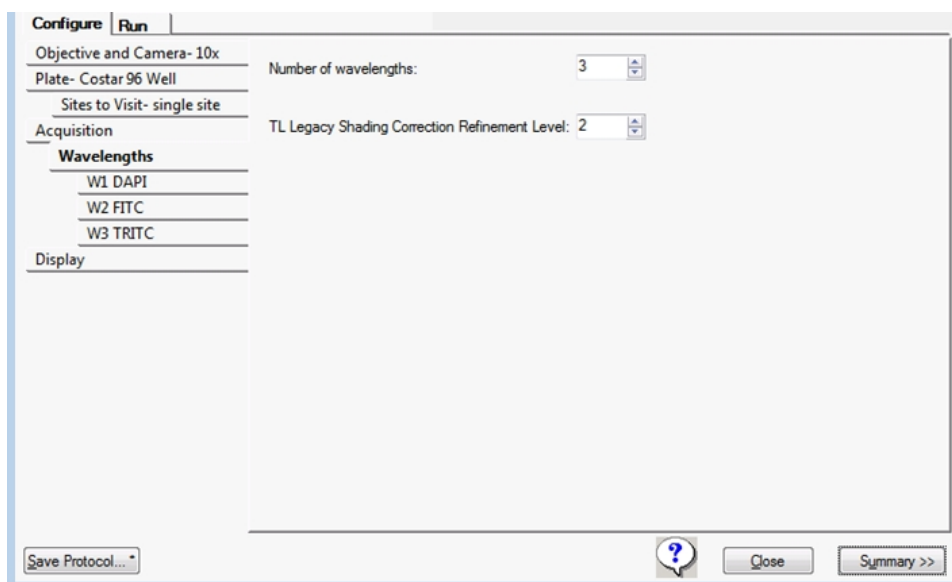 Configure Run
Objective and Camera- 10x
Plate- Costar 96 Well
Sites to Visit- single site
Acquisition
Wavelengths
W1 DAPI
W2 FITC
W3 TRITC
Display
Number of wavelengths: 3
TL Legacy Shading Correction Refinement Level: 2
Save Protocol... *
?
Close
Summary >>